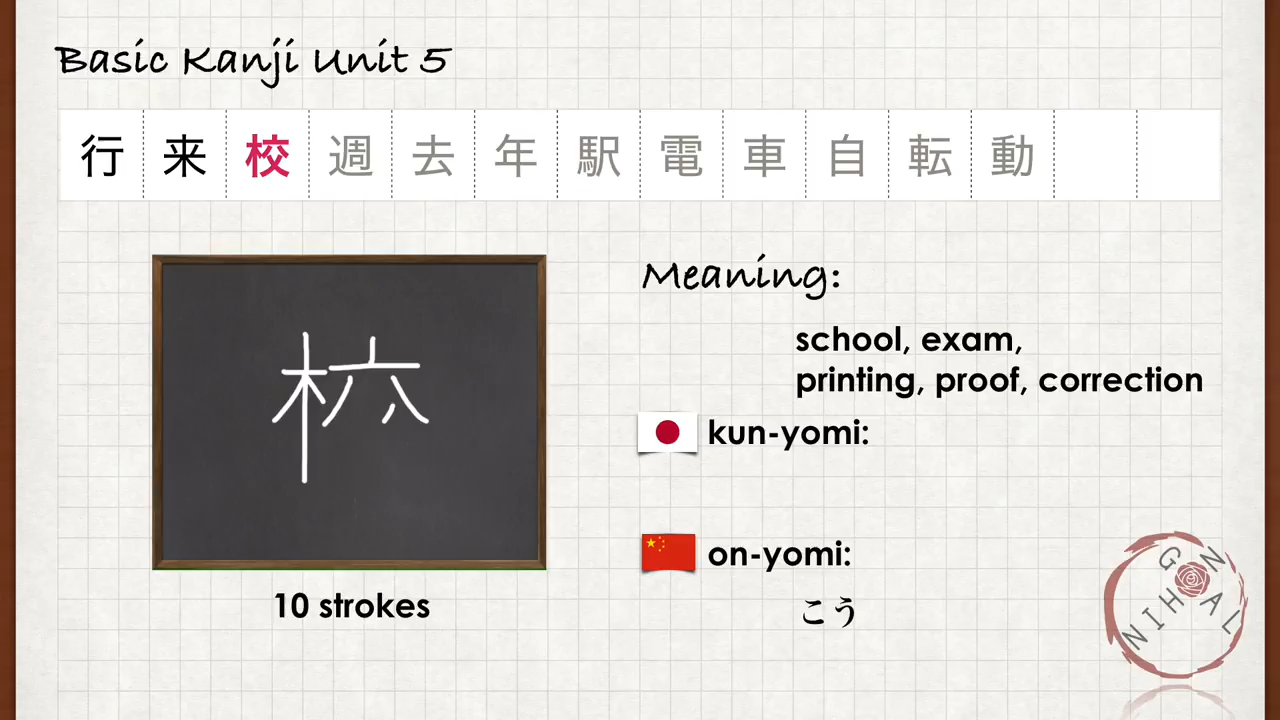 Basic Kanji Unit 5
行 来 校 週 去 年 駅 電 車 自 転 動
Meaning:
school, exam,
printing, proof, correction
kun-yomi:
on-yomi:
こう
10 strokes
NIHON
GOAL